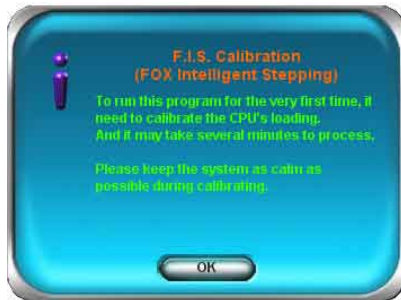 F.I.S. Calibration
(FOX Intelligent Stepping)
To run this program for the very first time, it
need to calibrate the CPU's loading.
And it may take several minutes to process.
Please keep the system as calm as
possible during calibrating.
OK